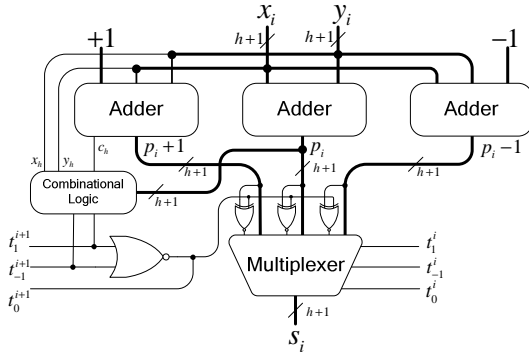 x_i y_i
+1 h+1 h+1 -1
Adder Adder Adder
x_h y_h c_h p_i +1 p_i p_i -1
h+1 h+1 h+1
Combinational
Logic
h+1
t_1^{i+1} t_1^i
t_{-1}^{i+1} Multiplexer t_{-1}^i
t_0^{i+1} t_0^i
h+1
s_i